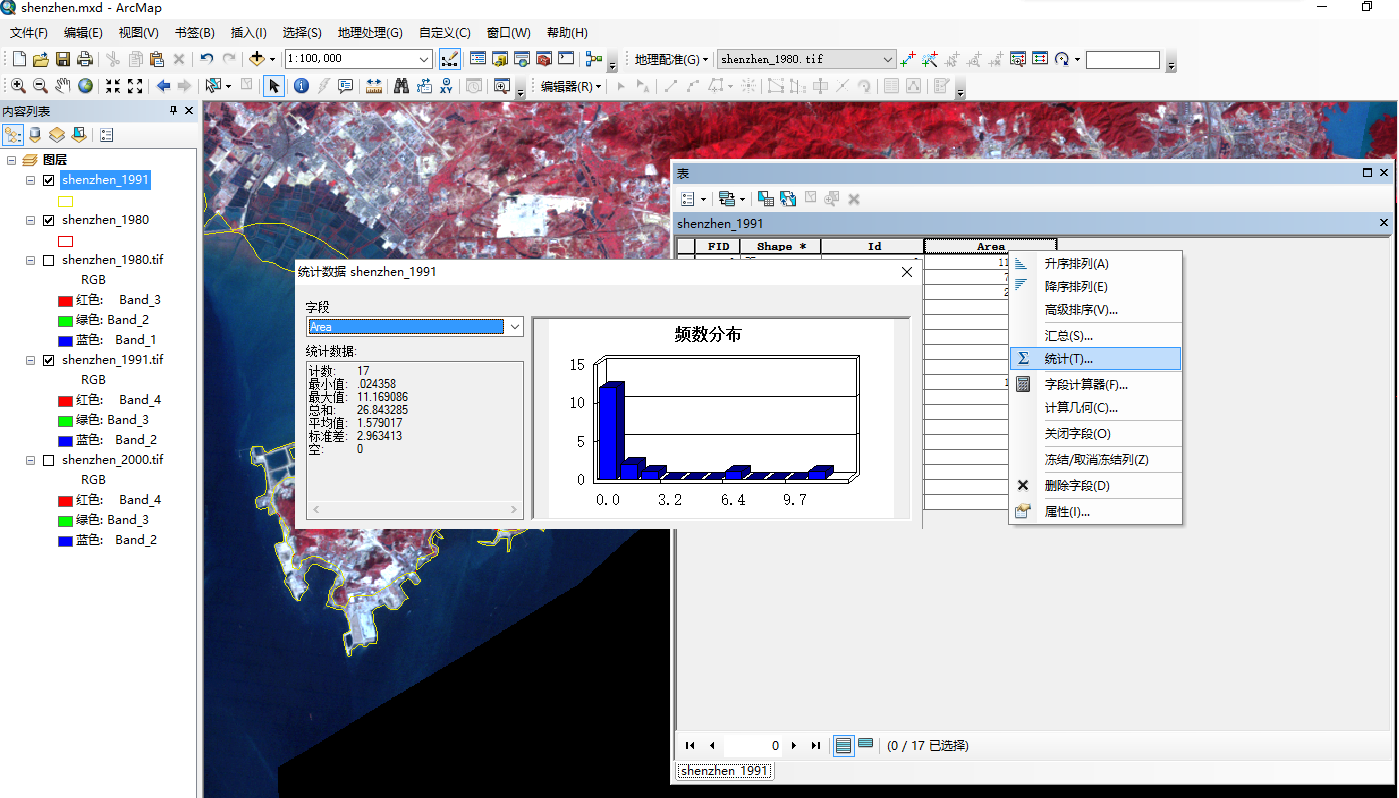 shenzhen.mxd - ArcMap
文件(F) 编辑(E) 视图(V) 书签(B) 插入(I) 选择(S) 地理处理(G) 自定义(C) 窗口(W) 帮助(H)
1:100,000 地理配准(G) shenzhen_1980.tif
编辑器(R)
内容列表
图层
shenzhen_1991
shenzhen_1980
shenzhen_1980.tif
RGB
红色: Band_3
绿色: Band_2
蓝色: Band_1
shenzhen_1991.tif
RGB
红色: Band_4
绿色: Band_3
蓝色: Band_2
shenzhen_2000.tif
RGB
红色: Band_4
绿色: Band_3
蓝色: Band_2
表
shenzhen_1991
FID Shape * Id Area
11
7
2
1
统计数据 shenzhen_1991
字段
Area
统计数据:
计数: 17
最小值: .024358
最大值: 11.169086
总和: 26.843285
平均值: 1.579017
标准差: 2.963413
空: 0
频数分布
15
10
5
0
0.0 3.2 6.4 9.7
升序排列(A)
降序排列(E)
高级排序(V)...
汇总(S)...
统计(T)...
字段计算器(F)...
计算几何(C)...
关闭字段(O)
冻结/取消冻结列(Z)
删除字段(D)
属性(I)...
0 (0 / 17 已选择)
shenzhen_1991